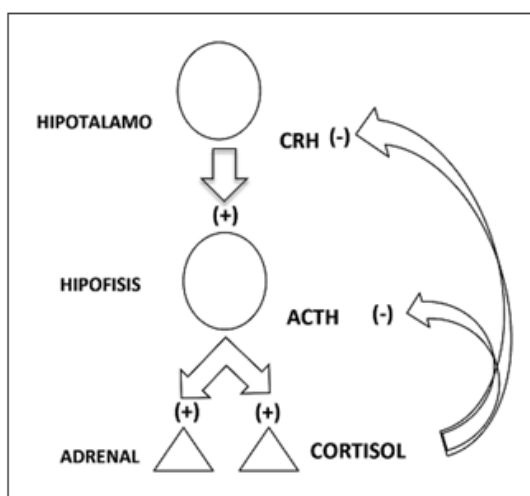 HIPOTALAMO
CRH (-)
(+)
HIPOFISIS
ACTH (-)
(+) (+)
ADRENAL
CORTISOL